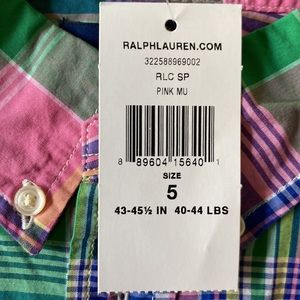 RALPHLAUREN.COM
322588969002
RLC SP
PINK MU
8 89604 15640 1
SIZE
5
43-45½ IN 40-44 LBS